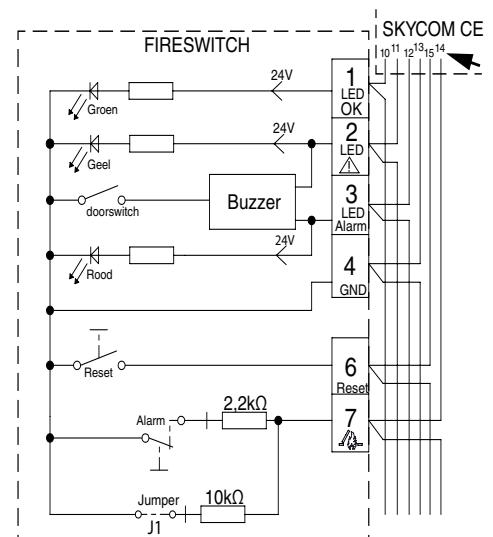 SKYCOM CE
FIRESWITCH
10 11 12 13 15 14
24V
1
LED
OK
Groen
24V
2
LED
Geel
Buzzer
3
LED
Alarm
doorswitch
24V
4
GND
Rood
6
Reset
Reset
2,2kΩ
7
Alarm
10kΩ
Jumper
J1